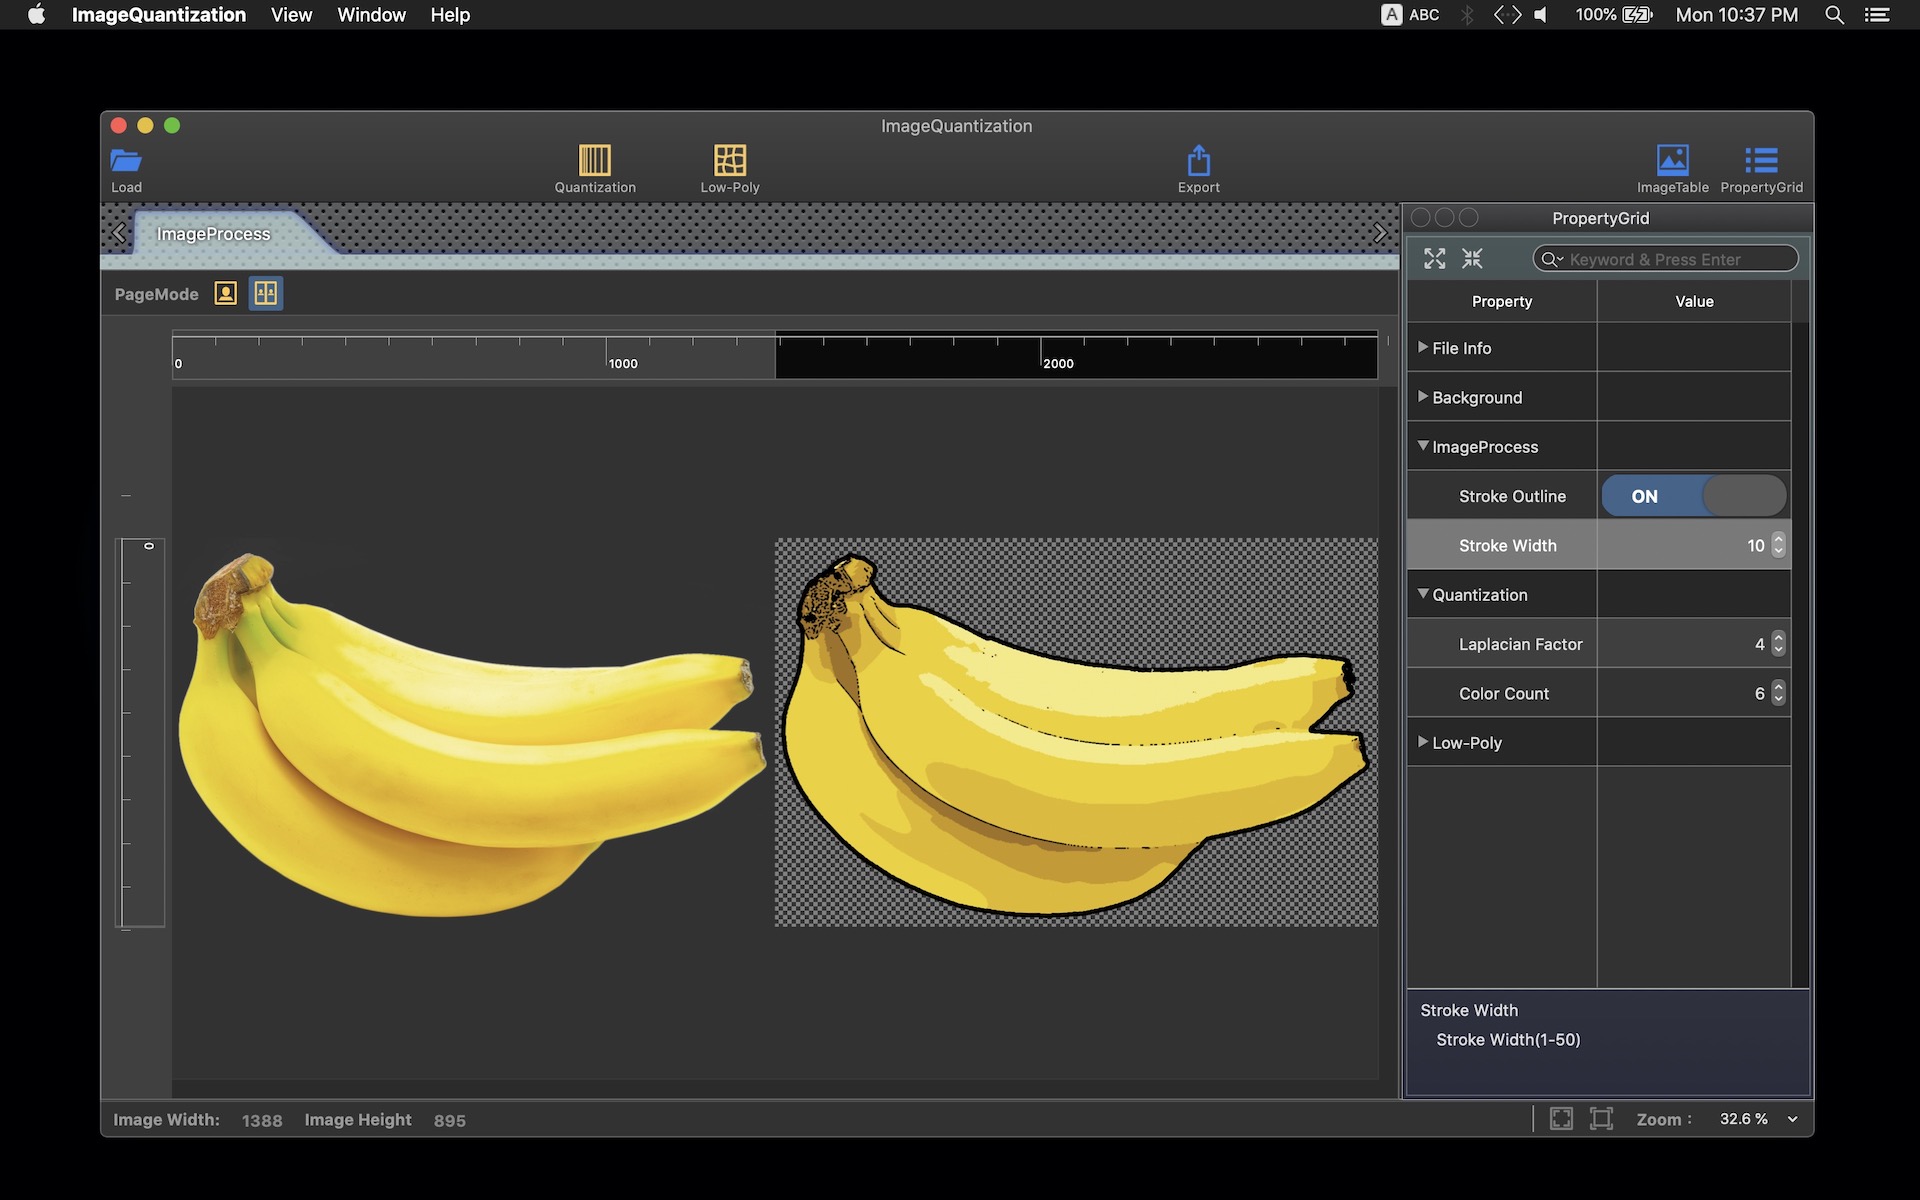 ImageQuantization View Window Help
A ABC 100% Mon 10:37 PM
ImageQuantization
Load Quantization Low-Poly Export ImageTable PropertyGrid
ImageProcess
PageMode
0 1000 2000
0
PropertyGrid
Keyword & Press Enter
Property Value
File Info
Background
ImageProcess
Stroke Outline ON
Stroke Width 10
Quantization
Laplacian Factor 4
Color Count 6
Low-Poly
Stroke Width
Stroke Width(1-50)
Image Width: 1388 Image Height 895 Zoom : 32.6 %